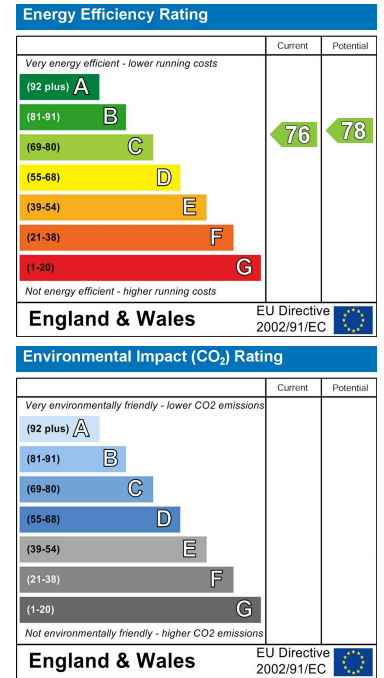 Energy Efficiency Rating
Current Potential
Very energy efficient - lower running costs
(92 plus) A
(81-91) B
(69-80) C
(55-68) D
(39-54) E
(21-38) F
(1-20) G
76 78
Not energy efficient - higher running costs
England & Wales
EU Directive
2002/91/EC
Environmental Impact (CO₂) Rating
Current Potential
Very environmentally friendly - lower CO2 emissions
(92 plus) A
(81-91) B
(69-80) C
(55-68) D
(39-54) E
(21-38) F
(1-20) G
Not environmentally friendly - higher CO2 emissions
England & Wales
EU Directive
2002/91/EC